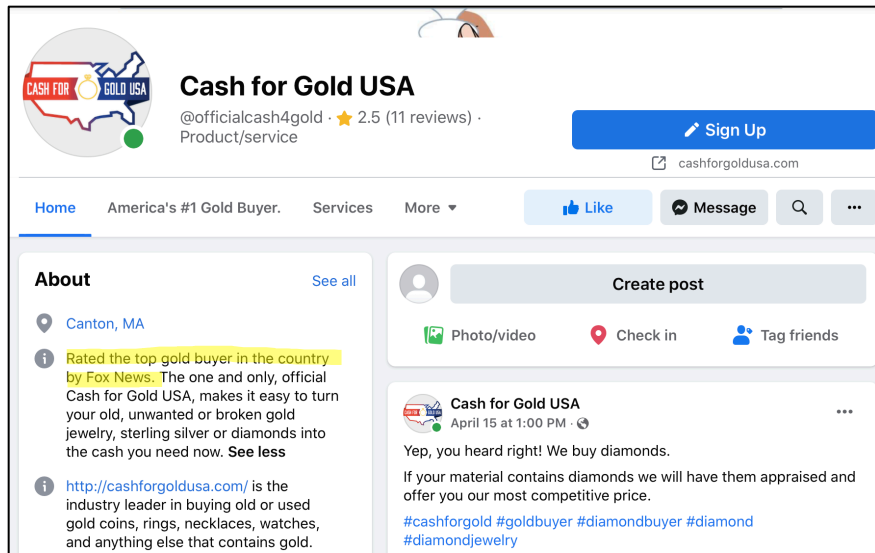 CASH FOR GOLD USA
Cash for Gold USA
@officialcash4gold · 2.5 (11 reviews) ·
Product/service
Sign Up
cashforgoldusa.com
Home America's #1 Gold Buyer. Services More
Like Message
About See all
Canton, MA
Rated the top gold buyer in the country
by Fox News. The one and only, official
Cash for Gold USA, makes it easy to turn
your old, unwanted or broken gold
jewelry, sterling silver or diamonds into
the cash you need now. See less
http://cashforgoldusa.com/ is the
industry leader in buying old or used
gold coins, rings, necklaces, watches,
and anything else that contains gold.
Create post
Photo/video Check in Tag friends
CASH FOR GOLD USA
Cash for Gold USA
April 15 at 1:00 PM ·
Yep, you heard right! We buy diamonds.
If your material contains diamonds we will have them appraised and
offer you our most competitive price.
#cashforgold #goldbuyer #diamondbuyer #diamond
#diamondjewelry